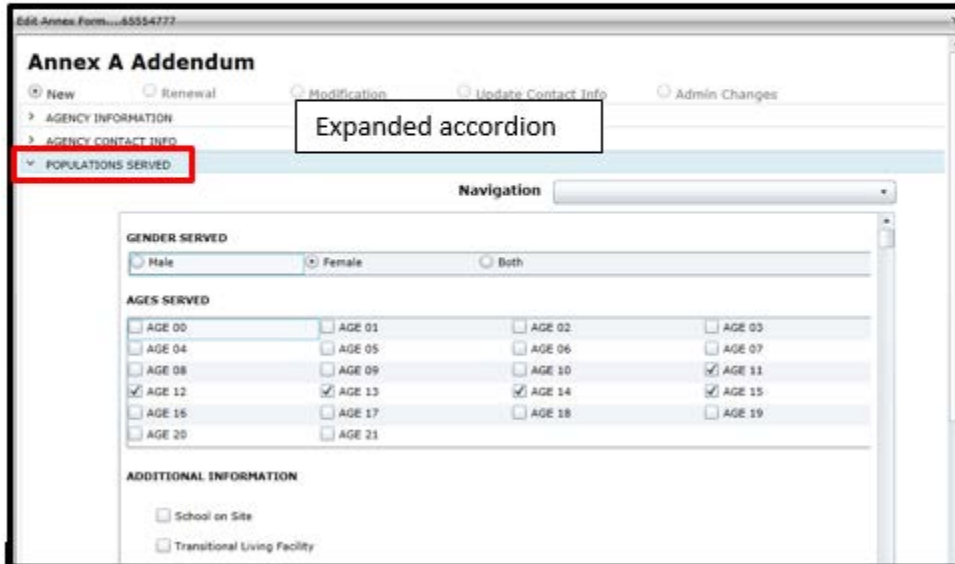 Edit Annex Form....65554777
Annex A Addendum
New Renewal Modification Update Contact Info Admin Changes
AGENCY INFORMATION
Expanded accordion
AGENCY CONTACT INFO
POPULATIONS SERVED
Navigation
GENDER SERVED
Male Female Both
AGES SERVED
AGE 00 AGE 01 AGE 02 AGE 03
AGE 04 AGE 05 AGE 06 AGE 07
AGE 08 AGE 09 AGE 10 AGE 11
AGE 12 AGE 13 AGE 14 AGE 15
AGE 16 AGE 17 AGE 18 AGE 19
AGE 20 AGE 21
ADDITIONAL INFORMATION
School on Site
Transitional Living Facility